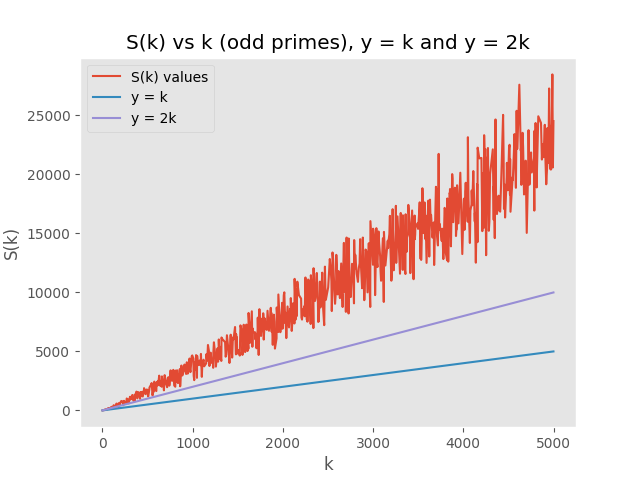 S(k) vs k (odd primes), y = k and y = 2k
S(k) values
y = k
y = 2k
25000
20000
15000
10000
5000
0
S(k)
0 1000 2000 3000 4000 5000
k